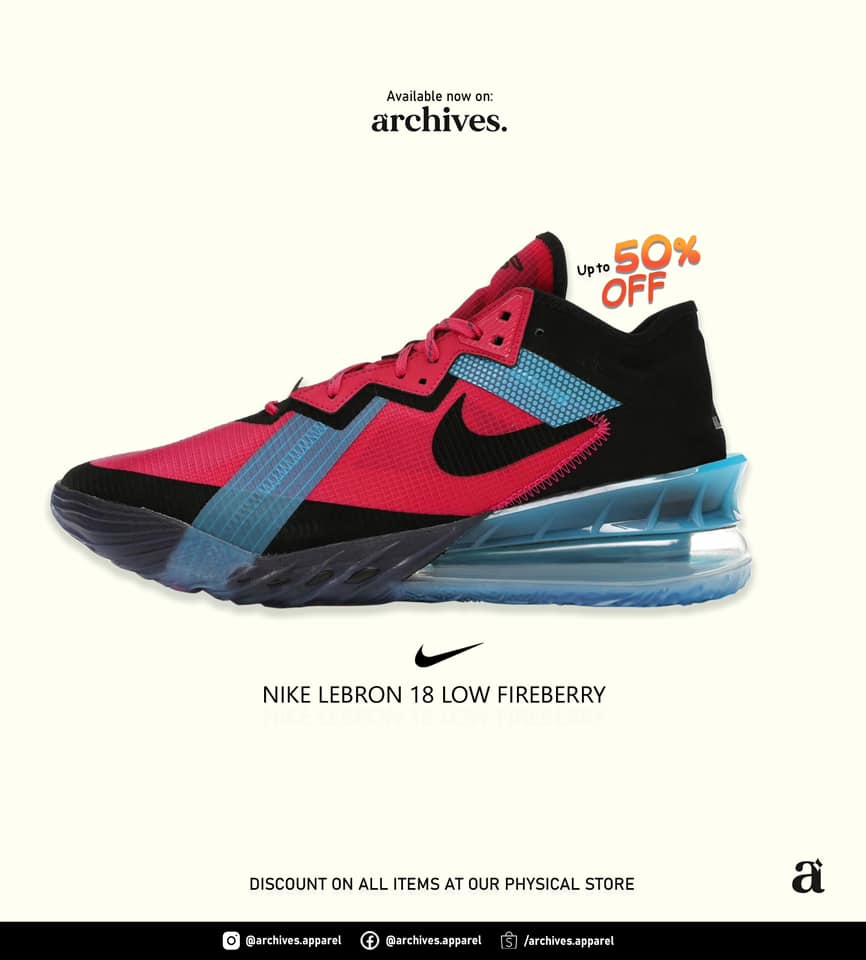 Available now on:
archives.
Up to 50%
OFF
NIKE LEBRON 18 LOW FIREBERRY
DISCOUNT ON ALL ITEMS AT OUR PHYSICAL STORE
a
@archives.apparel @archives.apparel /archives.apparel